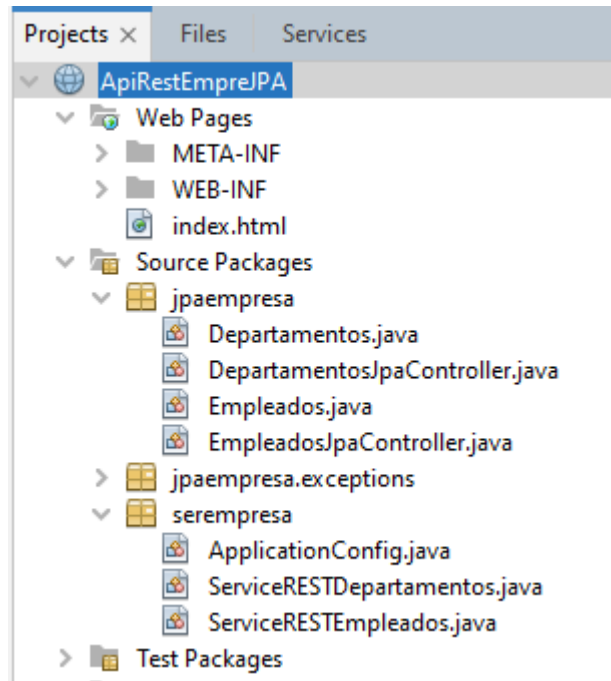 Projects Files Services
ApiRestEmpreJPA
Web Pages
META-INF
WEB-INF
index.html
Source Packages
jpaempresa
Departamentos.java
DepartamentosJpaController.java
Empleados.java
EmpleadosJpaController.java
jpaempresa.exceptions
serempresa
ApplicationConfig.java
ServiceRESTDepartamentos.java
ServiceRESTEmpleados.java
Test Packages